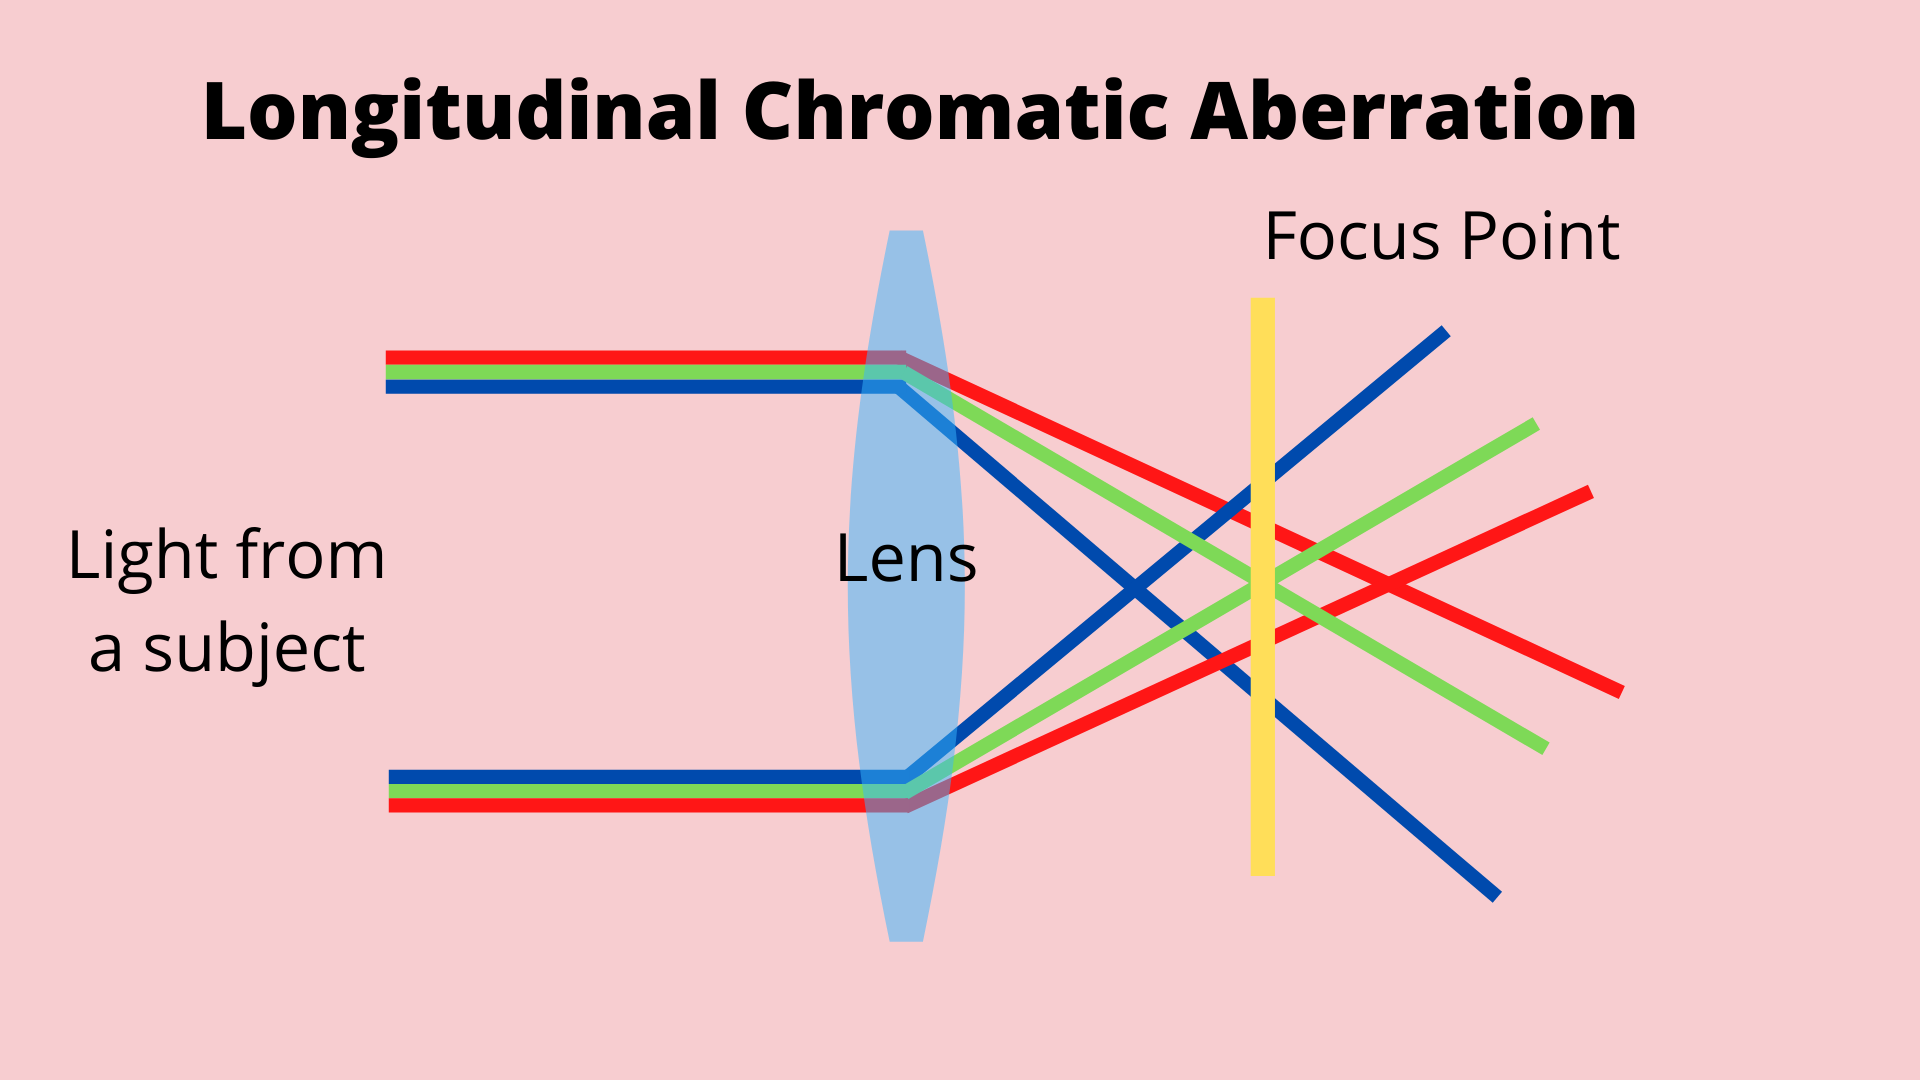 Longitudinal Chromatic Aberration
Focus Point
Light from
a subject
Lens